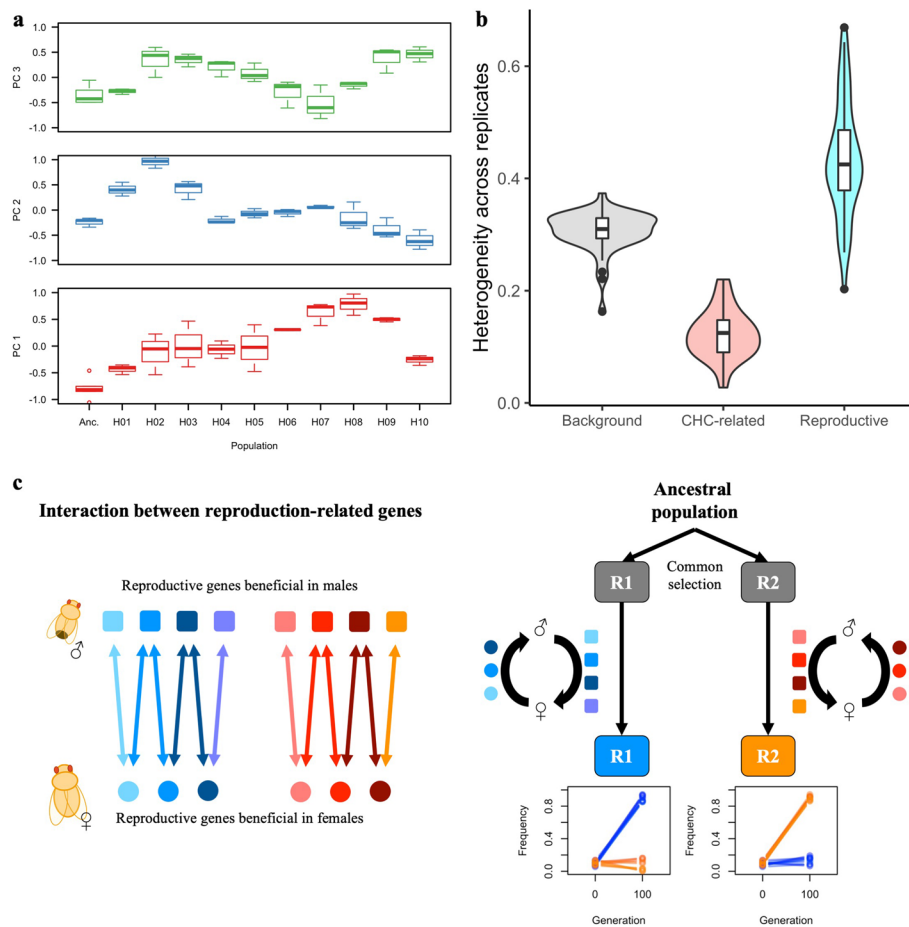 a
PC 3
1.0
0.5
0.0
-0.5
-1.0
PC 2
1.0
0.5
0.0
-0.5
-1.0
PC 1
1.0
0.5
0.0
-0.5
-1.0
Anc. H01 H02 H03 H04 H05 H06 H07 H08 H09 H10
Population
b
Heterogeneity across replicates
0.6
0.4
0.2
0.0
Background CHC-related Reproductive
c
Interaction between reproduction-related genes
Reproductive genes beneficial in males
♂
♀
Reproductive genes beneficial in females
Ancestral
population
Common
selection
R1 R2
♂ ♂
♀ ♀
R1 R2
Frequency
0.8
0.4
0.0
0 100
Generation
Frequency
0.8
0.4
0.0
0 100
Generation